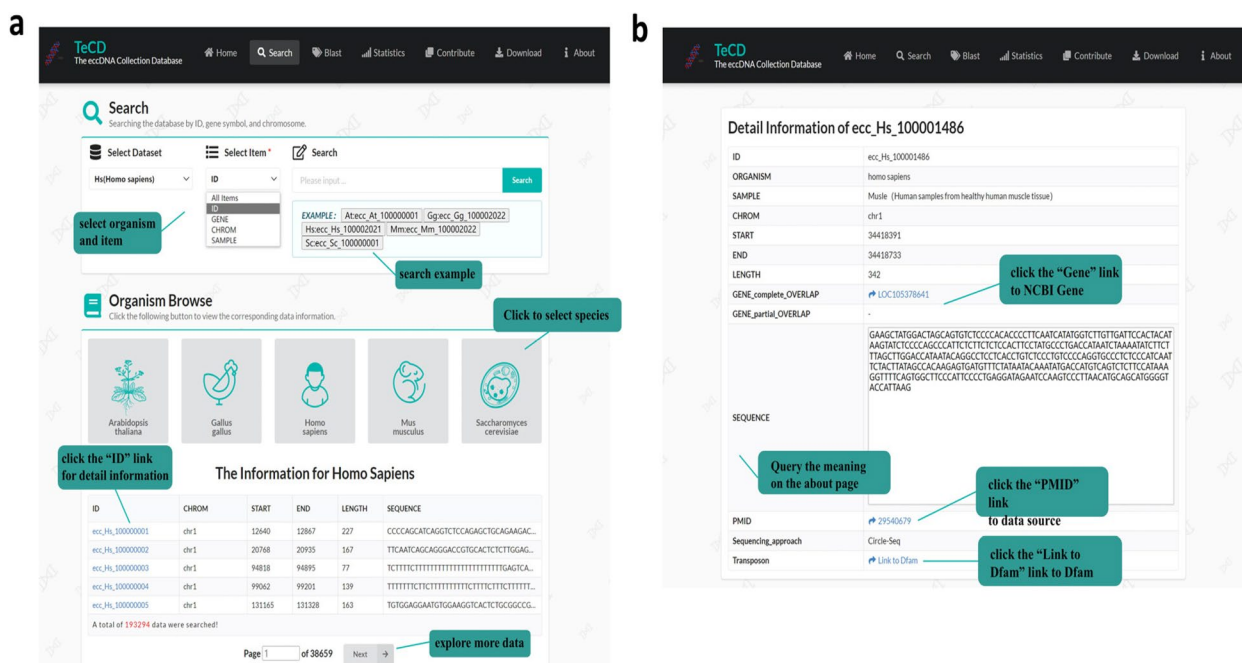 a
TeCD
The eccDNA Collection Database
Home Search Blast Statistics Contribute Download About
Search
Searching the database by ID, gene symbol, and chromosome.
Select Dataset Select Item* Search
Hs(Homo sapiens) ID Please input... Search
All Items
ID
GENE
CHROM
SAMPLE
EXAMPLE: At:ecc_At_100000001 Gg:ecc_Gg_100002022
Hs:ecc_Hs_100002021 Mm:ecc_Mm_100002022
Sc:ecc_Sc_100000001
select organism
and item
search example
Organism Browse
Click the following button to view the corresponding data information.
Click to select species
Arabidopsis
thaliana
Gallus
gallus
Homo
sapiens
Mus
musculus
Saccharomyces
cerevisiae
click the “ID” link
for detail information
The Information for Homo Sapiens
ID CHROM START END LENGTH SEQUENCE
ecc_Hs_100000001 chr1 12640 12867 227 CCCCAGCATCAGGTCTCCAGAGCTGCAGAAGAC...
ecc_Hs_100000002 chr1 20768 20935 167 TTCAATCAGCAGGGACCGTGCACTCTCTTGGAG...
ecc_Hs_100000003 chr1 94818 94895 77
ecc_Hs_100000004 chr1 99062 99201 139
ecc_Hs_100000005 chr1 131165 131328 163 TGTGGAGGAATGTGGAAGGTCACTCTGCGGCCG...
A total of 193294 data were searched!
explore more data
Page 1 of 38659 Next →
b
TeCD
The eccDNA Collection Database
Home Search Blast Statistics Contribute Download About
Detail Information of ecc_Hs_100001486
ID ecc_Hs_100001486
ORGANISM homo sapiens
SAMPLE Musle (Human samples from healthy human muscle tissue)
CHROM chr1
START 34418391
END 34418733
LENGTH 342
click the “Gene” link
to NCBI Gene
GENE_complete_OVERLAP LOC105378641
GENE_partial_OVERLAP -
SEQUENCE
GAAGCTATGGACTAGCAGTGTCTCCCCACACCCCTTCAATCATATGGTCTTGTTGATTCCACTACAT
AAGTATCTCCCCAGCCCATTCTCTTCTCTCCACTTCCTATGCCCTGACCATAATCTAAAATATCTTCT
TTAGCTTGGACCATAATACAGGCCTCCTCACCTGTCTCCCTGTCCCCAGGTGCCCTCTCCCATCAAT
TCTACTTATAGCCACAAGAGTGATGTTTCTATAATACAAATATGACCATGTCAGTCTCTTCCATAAA
GGTTTTCAGTGGCTTCCCATTCCCCTGAGGATAGAATCCAAGTCCCTTAACATGCAGCATGGGGT
ACCATTAAG
Query the meaning
on the about page
click the “PMID”
link
to data source
PMID 29540679
Sequencing_approach Circle-Seq
Transposon Link to Dfam
click the “Link to
Dfam” link to Dfam